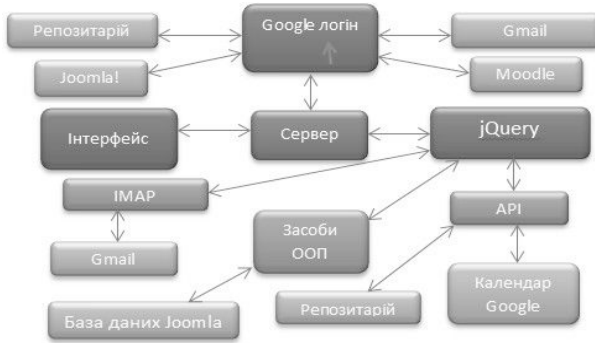 Репозитарій
Google логін
Gmail
Joomla!
Moodle
Інтерфейс
Сервер
jQuery
IMAP
Засоби
ООП
API
Gmail
База даних Joomla
Репозитарій
Календар
Google